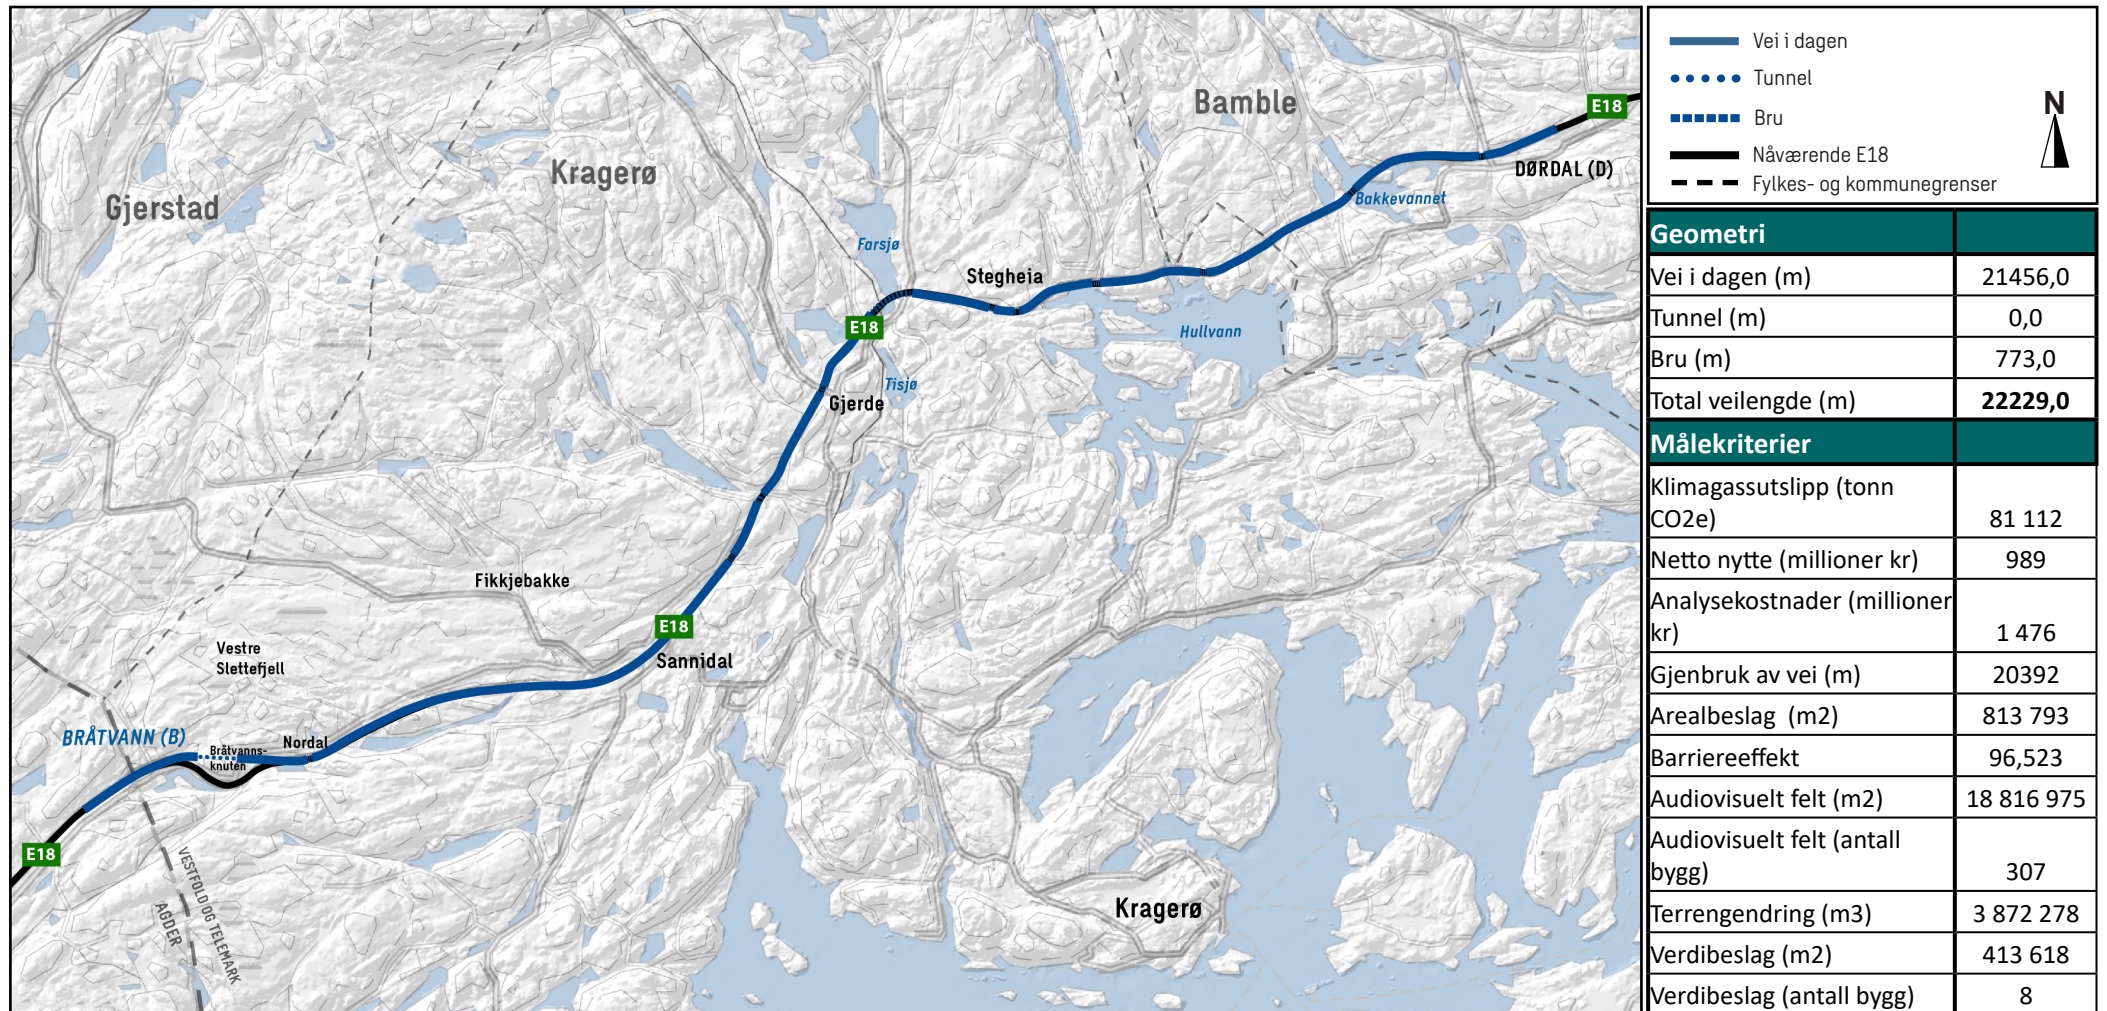 Bamble
E18
DØRDAL (D)
Kragerø
Bakkevannet
Gjerstad
Farsjø
Stegheia
E18
Hullvann
Tisjø
Gjerde
Fikkjebakke
E18
Sannidal
Vestre
Slettefjell
BRÅTVANN (B)
Bråtvanns-
knuten
Nordal
E18
VESTFOLD OG TELEMARK
AGDER
Kragerø
Vei i dagen
Tunnel
Bru
Nåværende E18
Fylkes- og kommunegrenser
N
Geometri
Vei i dagen (m) 21456,0
Tunnel (m) 0,0
Bru (m) 773,0
Total veilengde (m) 22229,0
Målekriterier
Klimagassutslipp (tonn
CO2e) 81 112
Netto nytte (millioner kr) 989
Analysekostnader (millioner
kr) 1 476
Gjenbruk av vei (m) 20392
Arealbeslag (m2) 813 793
Barriereeffekt 96,523
Audiovisuelt felt (m2) 18 816 975
Audiovisuelt felt (antall
bygg) 307
Terrengendring (m3) 3 872 278
Verdibeslag (m2) 413 618
Verdibeslag (antall bygg) 8